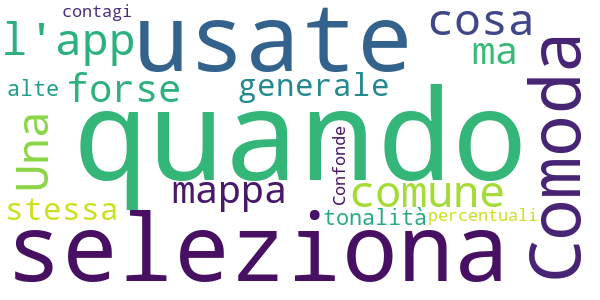 contagi
usate
cosa
l'app
ma
forse
generale
alte
Comoda
quando
Una
Confonde
mappa
comune
stessa
tonalità
percentuali
seleziona